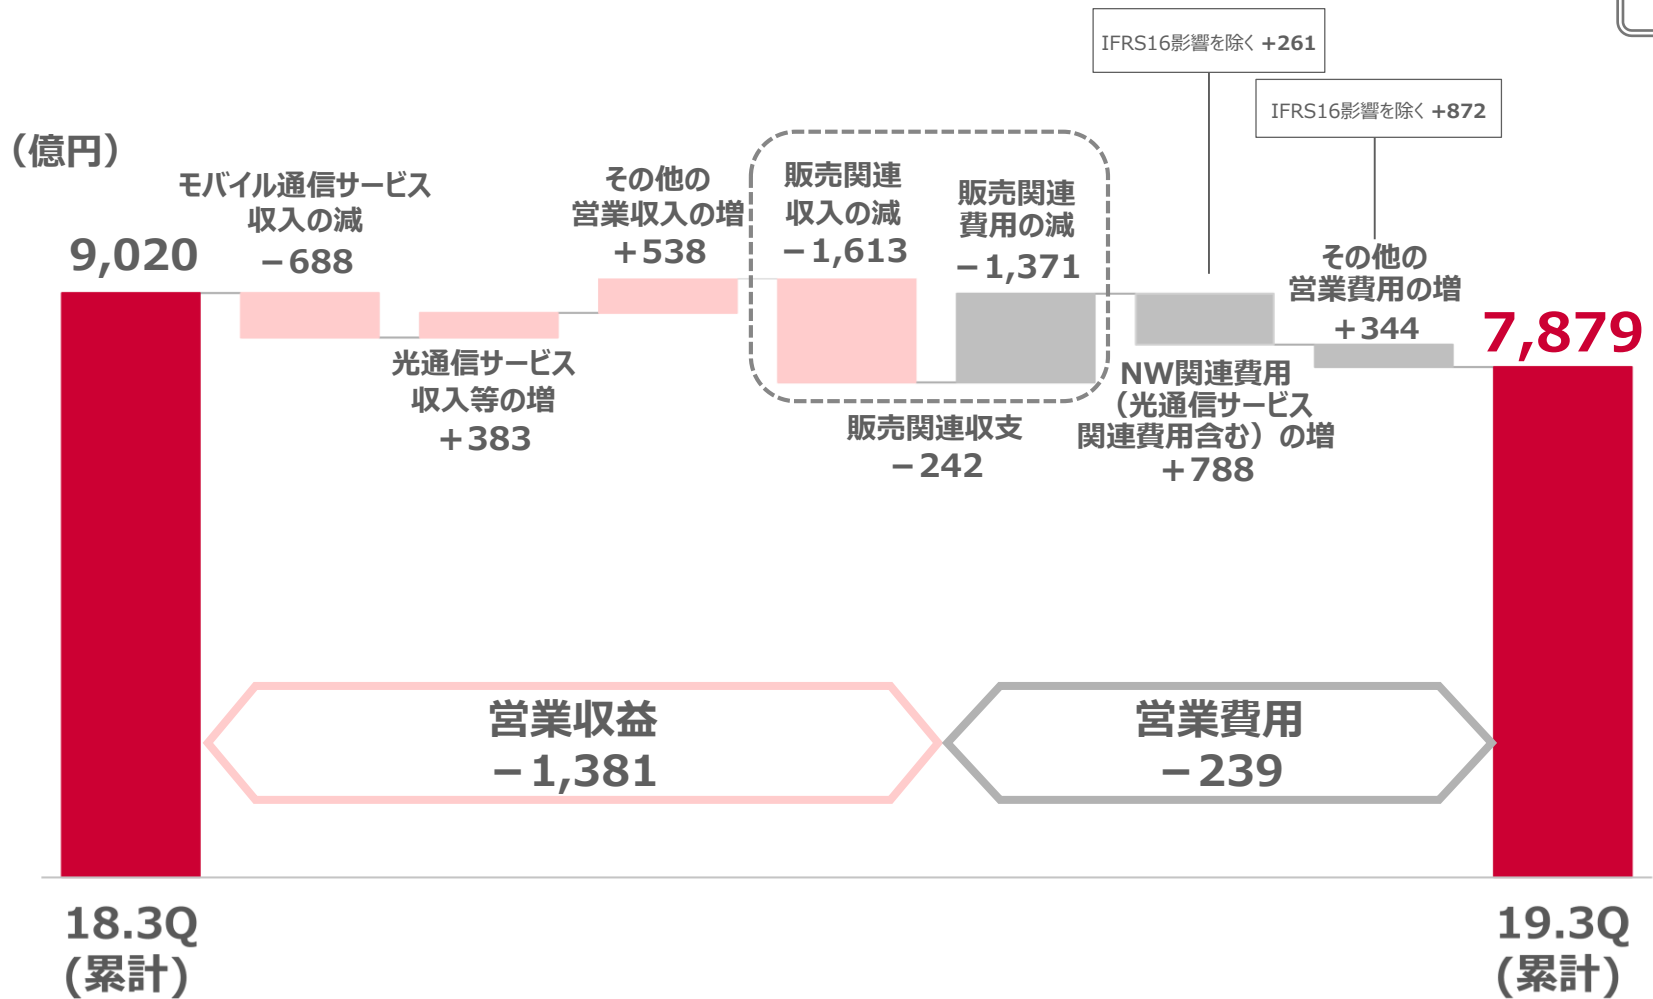 IFRS16影響を除く +261
IFRS16影響を除く +872
（億円）
9,020
モバイル通信サービス
収入の減
－688
光通信サービス
収入等の増
＋383
その他の
営業収入の増
＋538
販売関連
収入の減
－1,613
販売関連
費用の減
－1,371
販売関連収支
－242
NW関連費用
（光通信サービス
関連費用含む）の増
＋788
その他の
営業費用の増
＋344
7,879
営業収益
－1,381
営業費用
－239
18.3Q
(累計)
19.3Q
(累計)